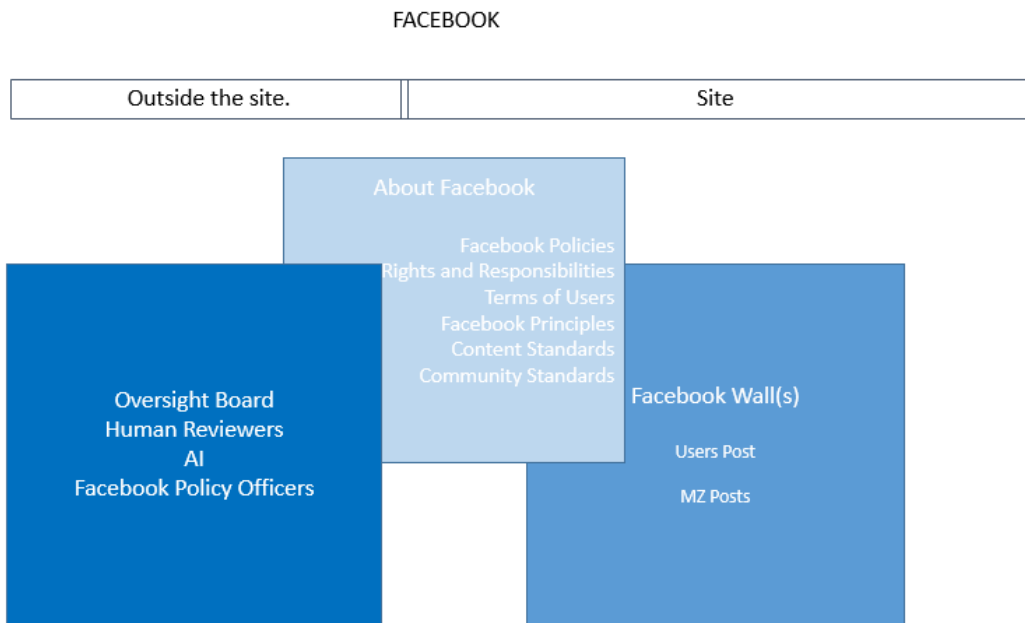 FACEBOOK
Outside the site.
Site
About Facebook
Facebook Policies
Rights and Responsibilities
Terms of Users
Facebook Principles
Content Standards
Community Standards
Oversight Board
Human Reviewers
AI
Facebook Policy Officers
Facebook Wall(s)
Users Post
MZ Posts